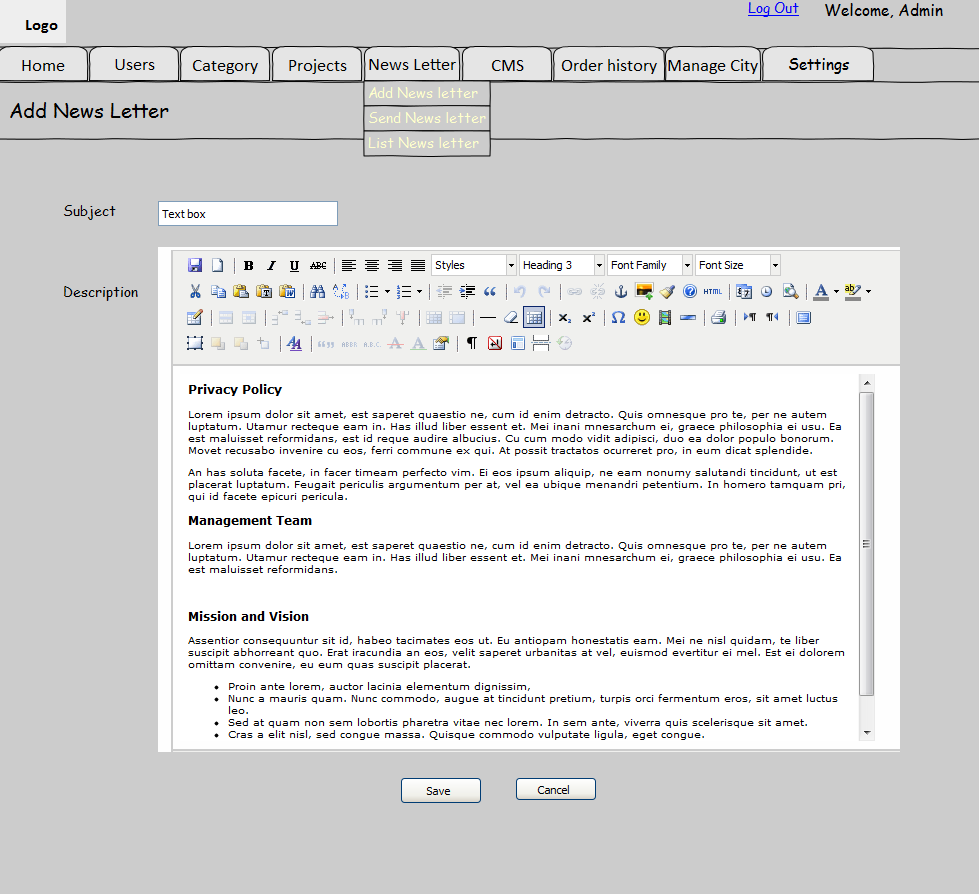 Log Out Welcome, Admin
Logo
Home Users Category Projects News Letter CMS Order history Manage City Settings
Add News letter
Send News letter
List News letter
Add News Letter
Subject Text box
Description
B I U ABC Styles Heading 3 Font Family Font Size
HTML
Privacy Policy
Lorem ipsum dolor sit amet, est saperet quaestio ne, cum id enim detracto. Quis omnesque pro te, per ne autem
luptatum. Utamur recteque eam in. Has illud liber essent et. Mei inani mnesarchum ei, graece philosophia ei usu. Ea
est maluisset reformidans, est id reque audire albucius. Cu cum modo vidit adipisci, duo ea dolor populo bonorum.
Movet recusabo invenire cu eos, ferri commune ex qui. At possit tractatos ocurreret pro, in eum dicat splendide.
An has soluta facete, in facer timeam perfecto vim. Ei eos ipsum aliquip, ne eam nonumy salutandi tincidunt, ut est
placerat luptatum. Feugait periculis argumentum per at, vel ea ubique menandri petentium. In homero tamquam pri,
qui id facete epicuri pericula.
Management Team
Lorem ipsum dolor sit amet, est saperet quaestio ne, cum id enim detracto. Quis omnesque pro te, per ne autem
luptatum. Utamur recteque eam in. Has illud liber essent et. Mei inani mnesarchum ei, graece philosophia ei usu. Ea
est maluisset reformidans.
Mission and Vision
Assentior consequuntur sit id, habeo tacimates eos ut. Eu antiopam honestatis eam. Mei ne nisl quidam, te liber
suscipit abhorreant quo. Erat iracundia an eos, velit saperet urbanitas at vel, euismod evertitur ei mel. Est ei dolorem
omittam convenire, eu eum quas suscipit placerat.
• Proin ante lorem, auctor lacinia elementum dignissim,
• Nunc a mauris quam. Nunc commodo, augue at tincidunt pretium, turpis orci fermentum eros, sit amet luctus
leo.
• Sed at quam non sem lobortis pharetra vitae nec lorem. In sem ante, viverra quis scelerisque sit amet.
• Cras a elit nisl, sed congue massa. Quisque commodo vulputate ligula, eget congue.
Save Cancel